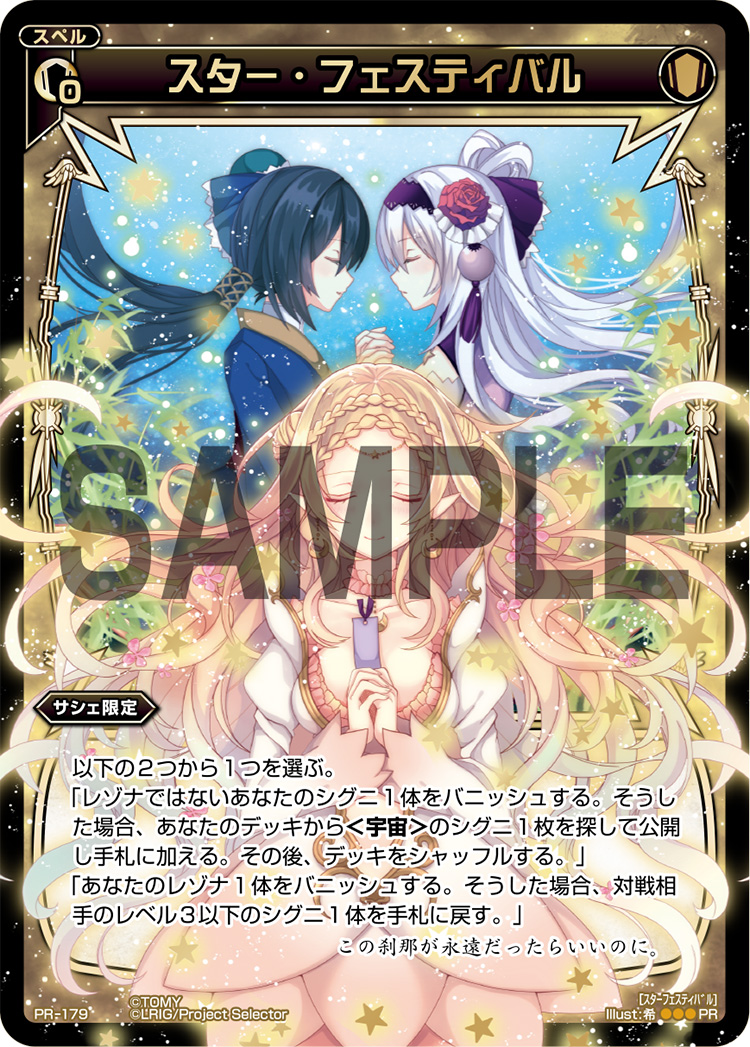 スペル
0
スター・フェスティバル
SAMPLE
サシェ限定
以下の２つから１つを選ぶ。
「レゾナではないあなたのシグニ１体をバニッシュする。そうし
た場合、あなたのデッキから<宇宙>のシグニ１枚を探して公開
し手札に加える。その後、デッキをシャッフルする。」
「あなたのレゾナ１体をバニッシュする。そうした場合、対戦相
手のレベル３以下のシグニ１体を手札に戻す。」
この刹那が永遠だったらいいのに。
[ｽﾀｰﾌｪｽﾃｨﾊﾞﾙ]
PR-179
©TOMY
©LRIG/Project Selector
Illust:希 PR